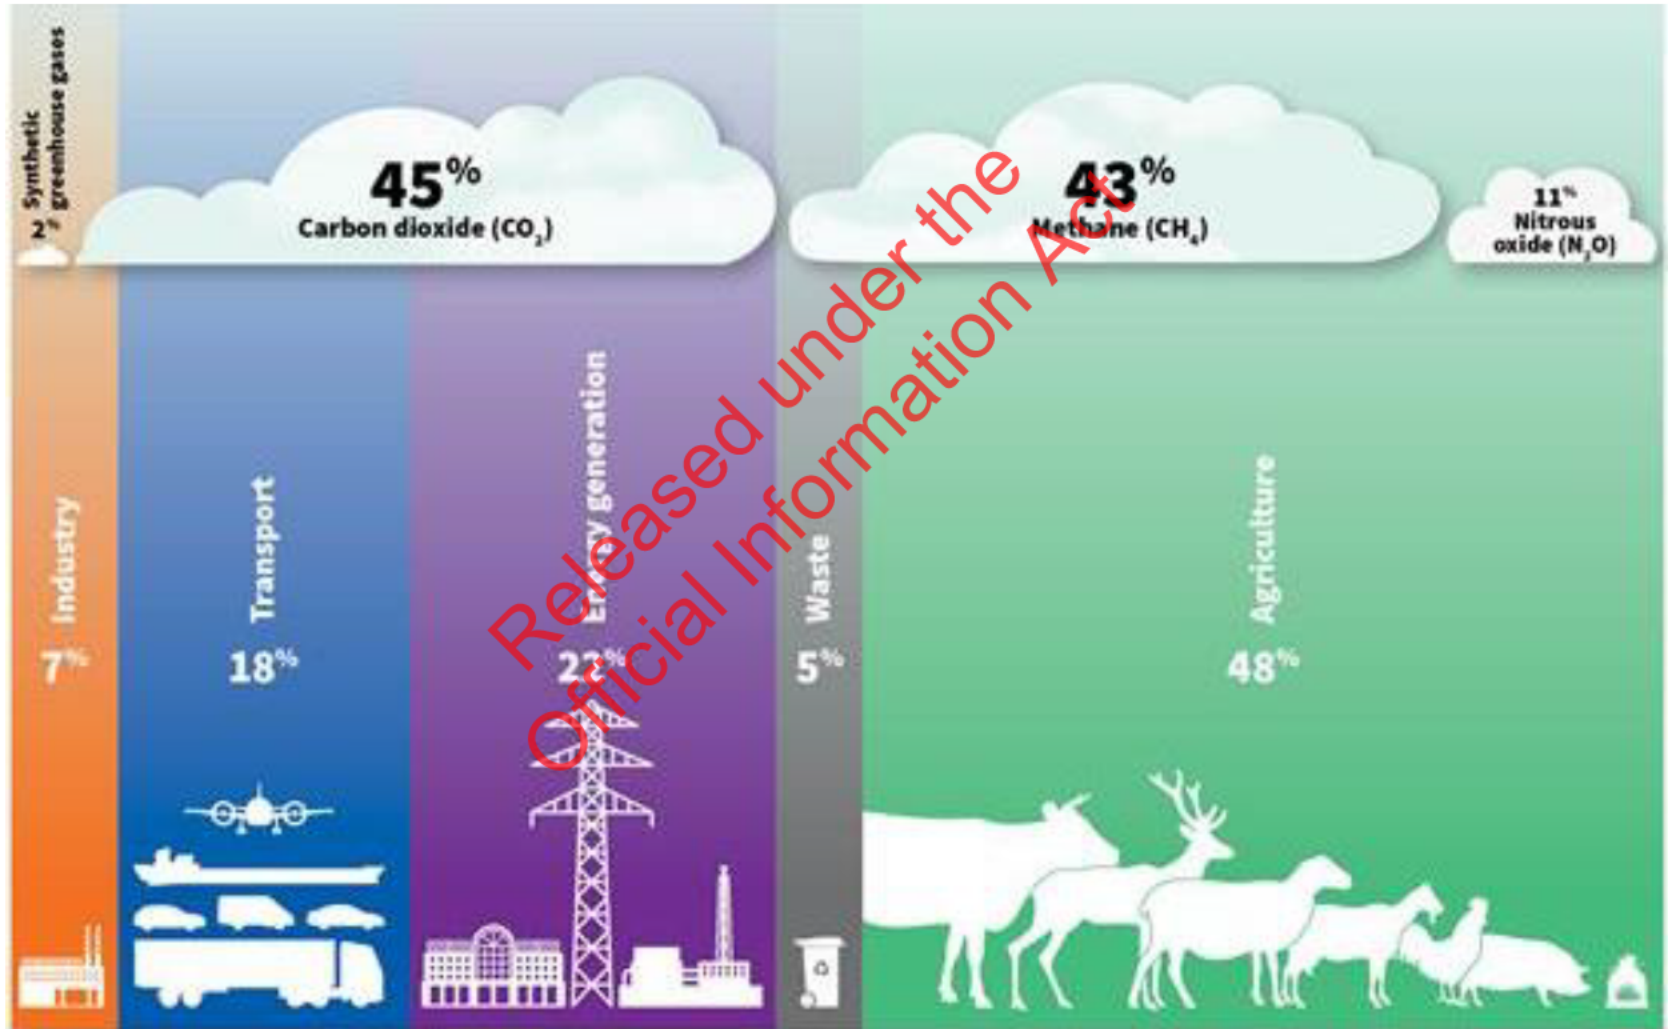 2% Synthetic
greenhouse gases
45%
Carbon dioxide (CO₂)
43%
Methane (CH₄)
11%
Nitrous
oxide (N₂O)
Industry
7%
Transport
18%
Energy generation
22%
Waste
5%
Agriculture
48%
Released under the
Official Information Act